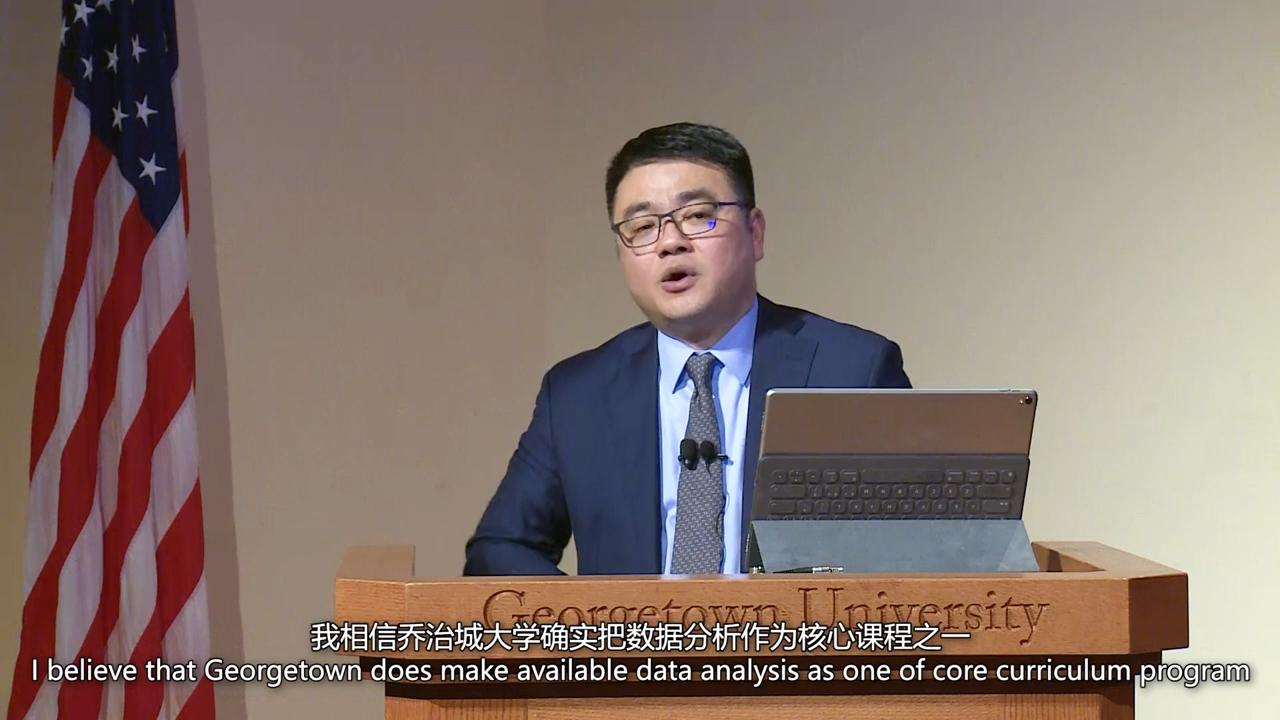 Georgetown University
我相信乔治城大学确实把数据分析作为核心课程之一
I believe that Georgetown does make available data analysis as one of core curriculum program